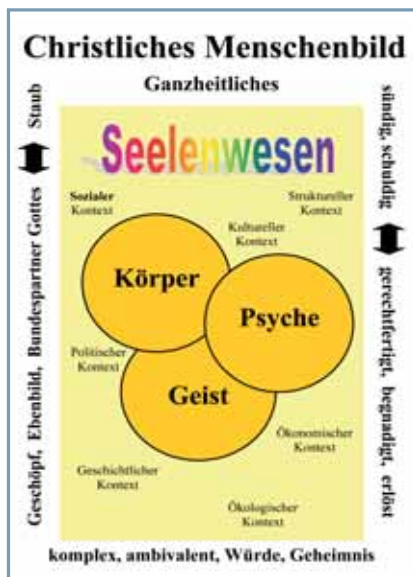 Christliches Menschenbild
Ganzheitliches
Staub
Geschöpf, Ebenbild, Bundespartner Gottes
Seelenwesen
Sozialer
Kontext
Struktureller
Kontext
Kultureller
Kontext
Körper
Psyche
Politischer
Kontext
Geist
Ökonomischer
Kontext
Geschichtlicher
Kontext
Ökologischer
Kontext
sündig, schuldig
gerechtfertigt, begnadigt, erlöst
komplex, ambivalent, Würde, Geheimnis